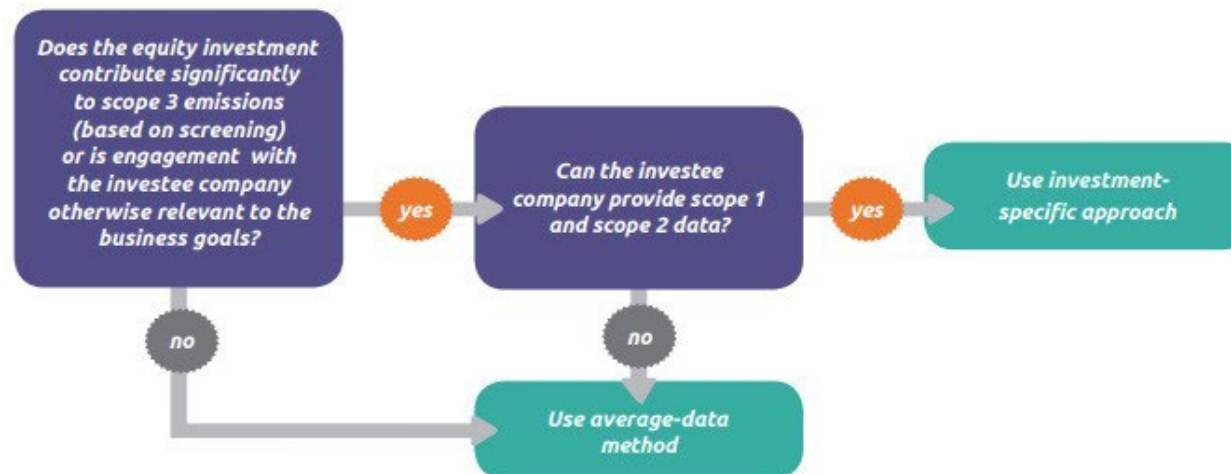 Does the equity investment
contribute significantly
to scope 3 emissions
(based on screening)
or is engagement with
the investee company
otherwise relevant to the
business goals?
yes
Can the investee
company provide scope 1
and scope 2 data?
yes
Use investment-
specific approach
no
no
Use average-data
method